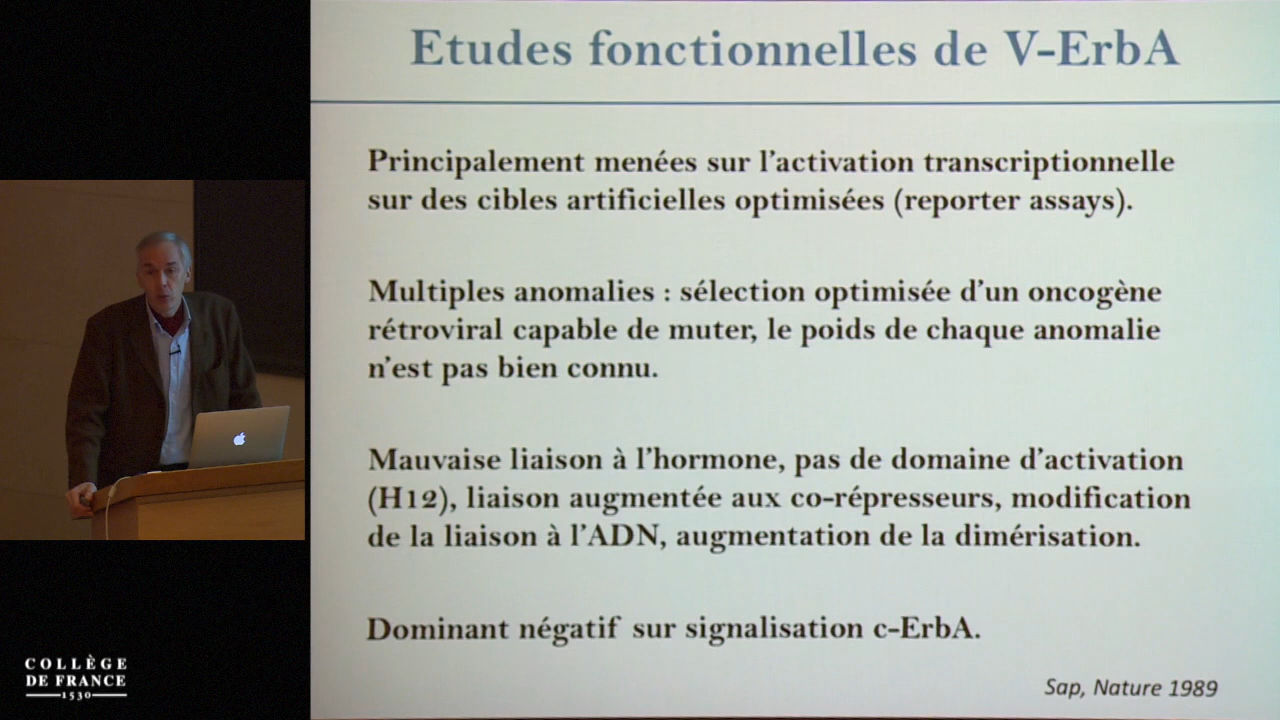 Etudes fonctionnelles de V-ErbA
Principalement menées sur l'activation transcriptionnelle
sur des cibles artificielles optimisées (reporter assays).
Multiples anomalies : sélection optimisée d'un oncogène
rétroviral capable de muter, le poids de chaque anomalie
n'est pas bien connu.
Mauvaise liaison à l'hormone, pas de domaine d'activation
(H12), liaison augmentée aux co-répresseurs, modification
de la liaison à l'ADN, augmentation de la dimérisation.
Dominant négatif sur signalisation c-ErbA.
Sap, Nature 1989
COLLÈGE
DE FRANCE
1530